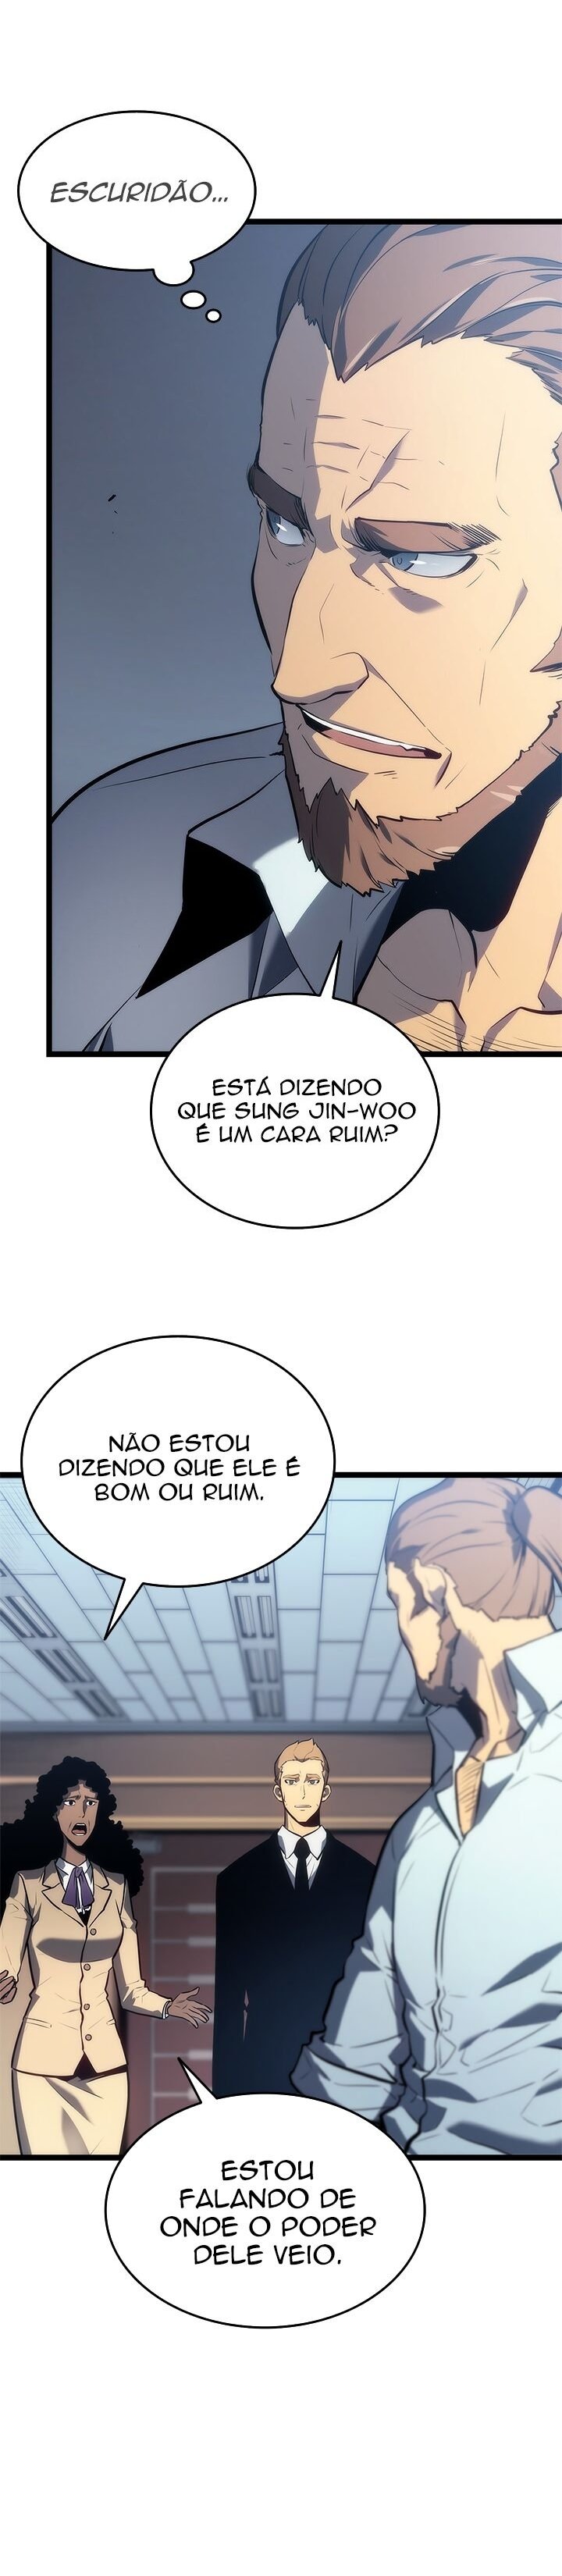 ESCURIDÃO...
ESTÁ DIZENDO
QUE SUNG JIN-WOO
É UM CARA RUIM?
NÃO ESTOU
DIZENDO QUE ELE É
BOM OU RUIM.
ESTOU
FALANDO DE
ONDE O PODER
DELE VEIO.